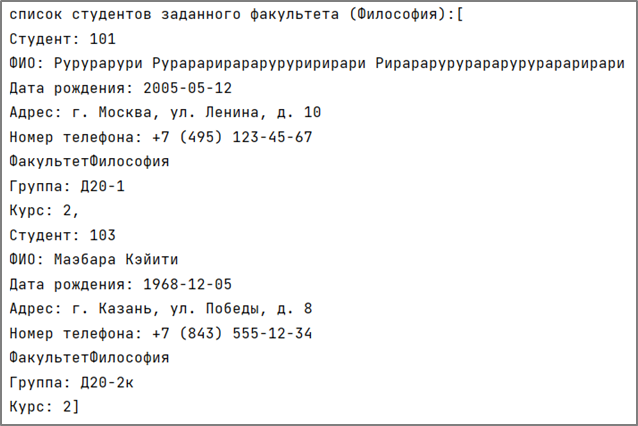 список студентов заданного факультета (Философия):[
Студент: 101
ФИО: Рурурарури Рурарарирараруруририрари Рирараруруpapapуpуpapapиpapи
Дата рождения: 2005-05-12
Адрес: г. Москва, ул. Ленина, д. 10
Номер телефона: +7 (495) 123-45-67
ФакультетФилософия
Группа: Д20-1
Курс: 2,
Студент: 103
ФИО: Маэбара Кэйити
Дата рождения: 1968-12-05
Адрес: г. Казань, ул. Победы, д. 8
Номер телефона: +7 (843) 555-12-34
ФакультетФилософия
Группа: Д20-2к
Курс: 2]